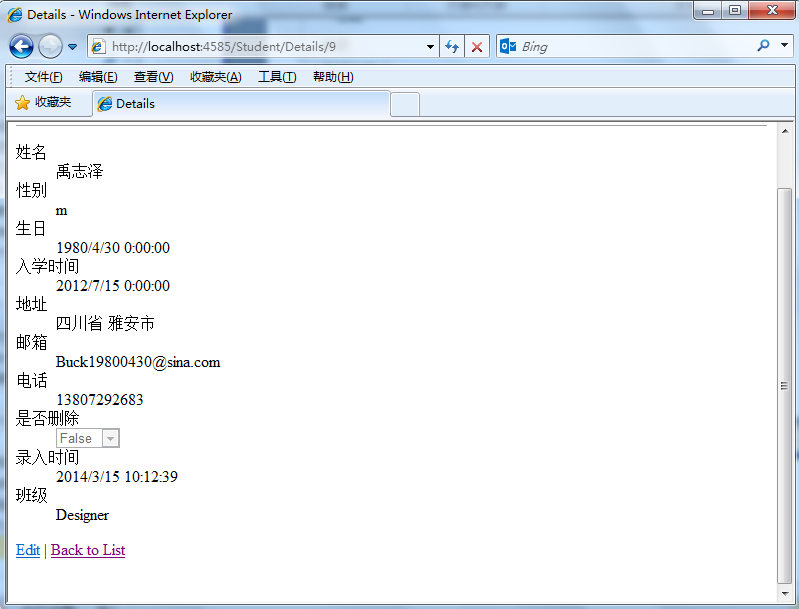 Details - Windows Internet Explorer
http://localhost:4585/Student/Details/9
Bing
文件(F) 编辑(E) 查看(V) 收藏夹(A) 工具(T) 帮助(H)
收藏夹 Details
姓名
禹志泽
性别
m
生日
1980/4/30 0:00:00
入学时间
2012/7/15 0:00:00
地址
四川省 雅安市
邮箱
Buck19800430@sina.com
电话
13807292683
是否删除
False
录入时间
2014/3/15 10:12:39
班级
Designer
Edit | Back to List